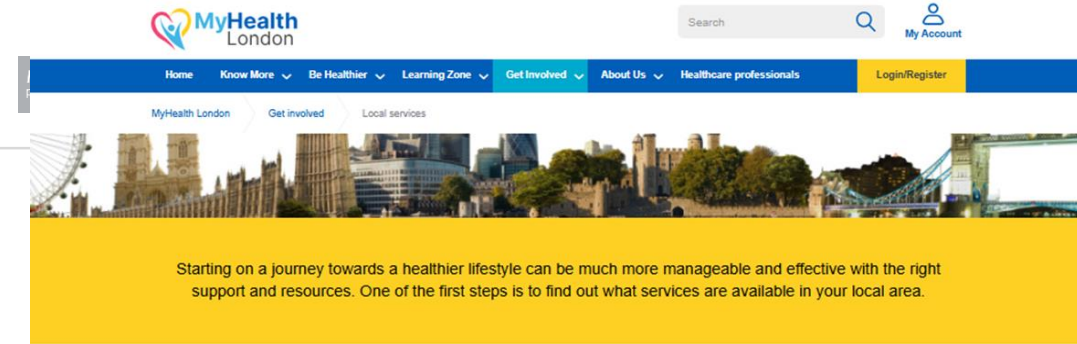 MyHealth
London
Search
My Account
Home Know More Be Healthier Learning Zone Get Involved About Us Healthcare professionals Login/Register
MyHealth London Get involved Local services
Starting on a journey towards a healthier lifestyle can be much more manageable and effective with the right
support and resources. One of the first steps is to find out what services are available in your local area.